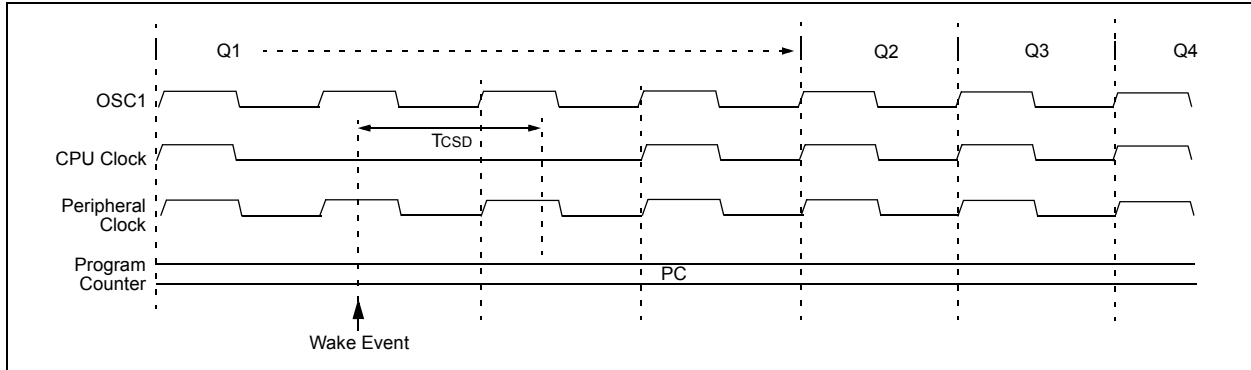 Q1 Q2 Q3 Q4
OSC1
TCSD
CPU Clock
Peripheral
Clock
Program
Counter
PC
Wake Event